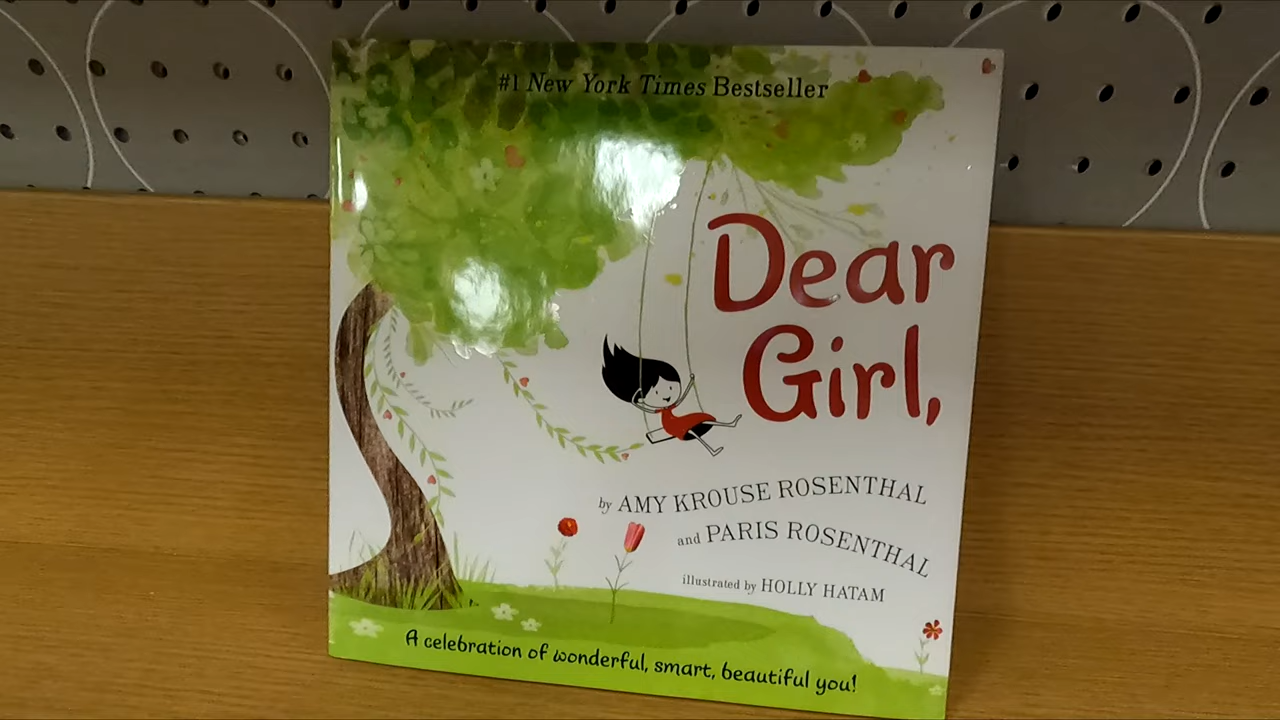 #1 New York Times Bestseller
Dear
Girl,
by AMY KROUSE ROSENTHAL
and PARIS ROSENTHAL
illustrated by HOLLY HATAM
A celebration of wonderful, smart, beautiful you!